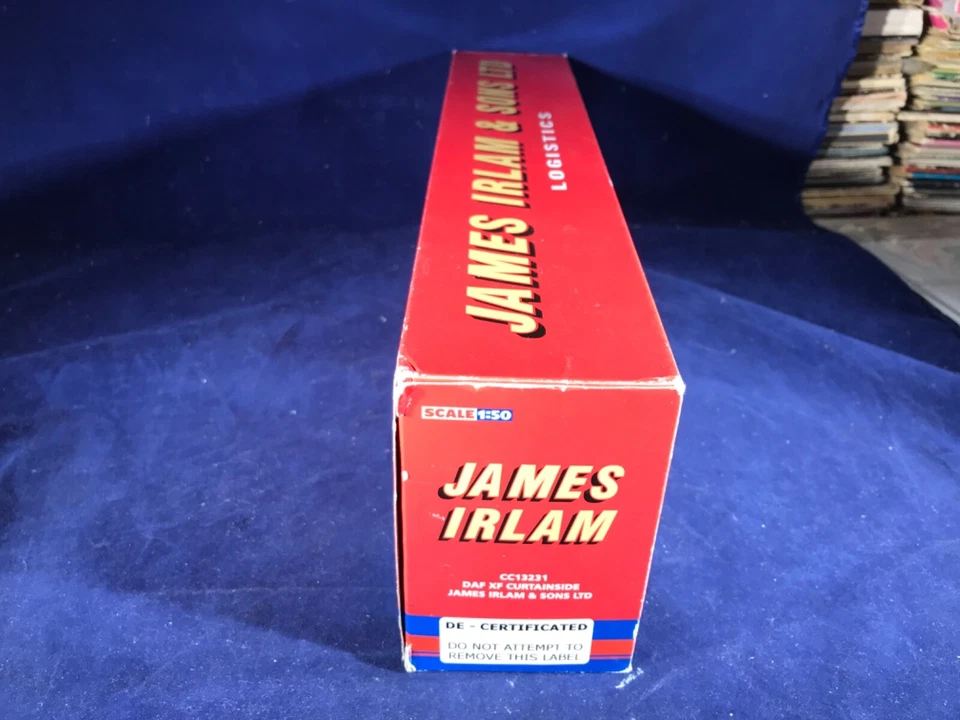 JAMES IRLAM & SONS LTD
LOGISTICS
SCALE 1:50
JAMES
IRLAM
CC13231
DAF XF CURTAINSIDE
JAMES IRLAM & SONS LTD
DE - CERTIFICATED
DO NOT ATTEMPT TO
REMOVE THIS LABEL